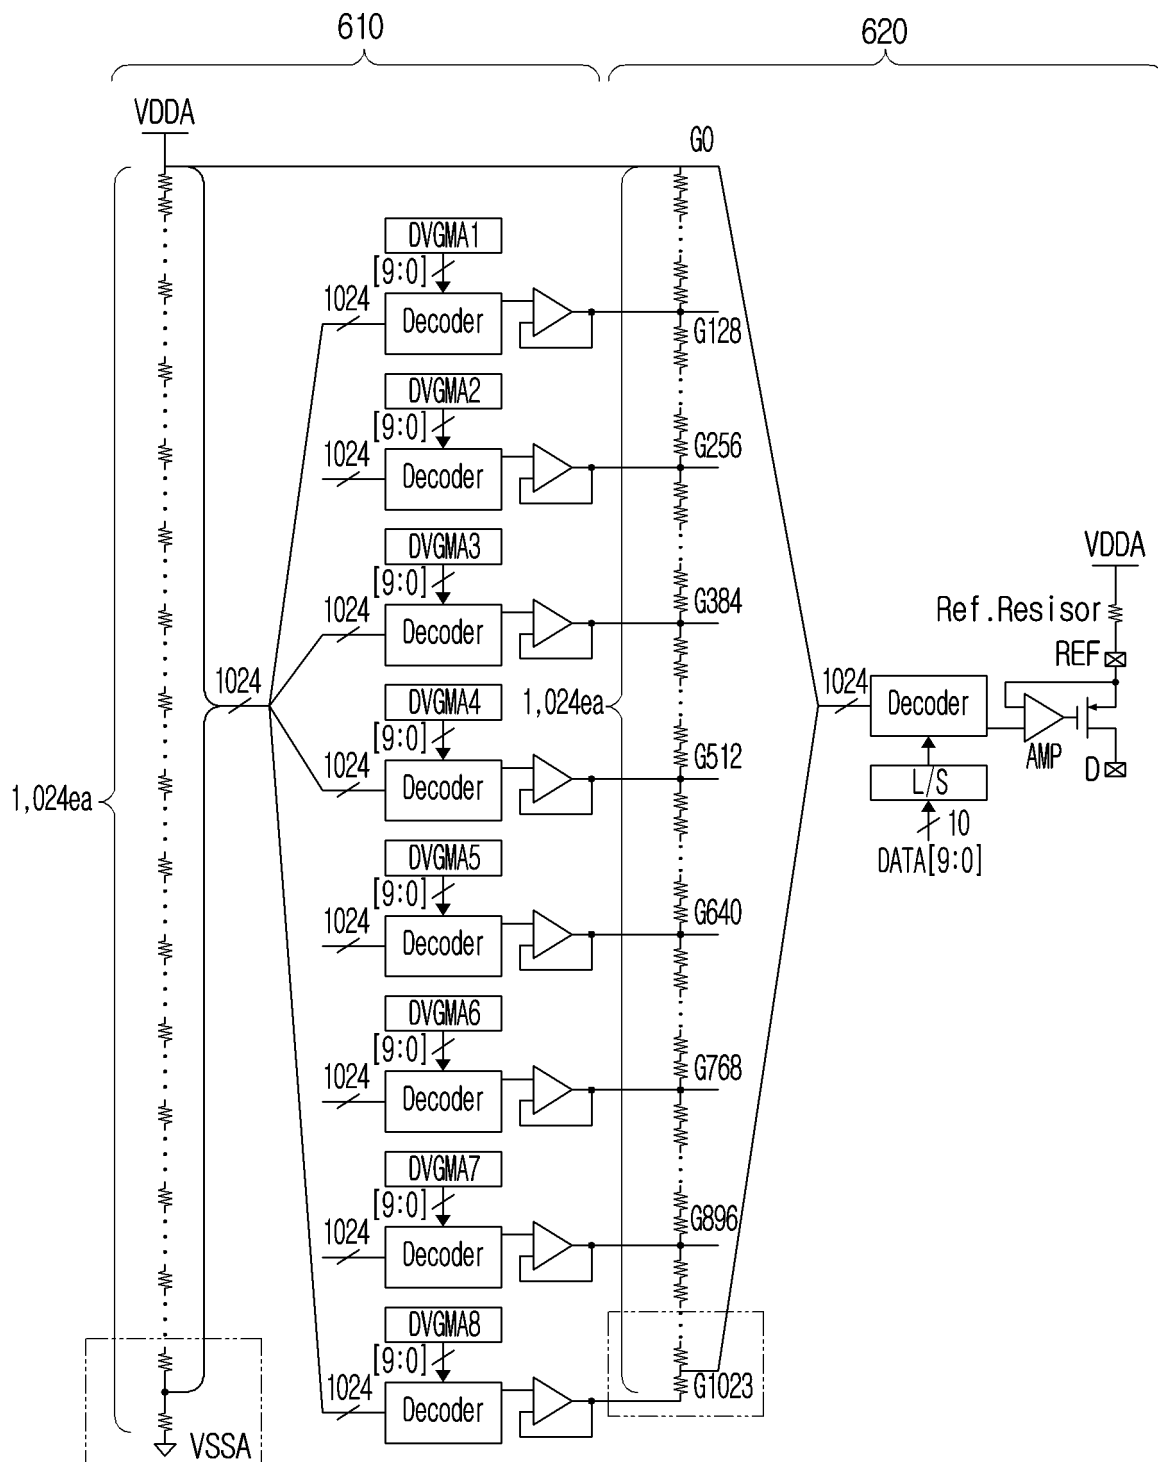 610
620
VDDA
G0
DVGMA1
[9:0]
1024
Decoder
G128
DVGMA2
[9:0]
1024
Decoder
G256
DVGMA3
[9:0]
1024
Decoder
G384
VDDA
Ref.Resisor
REF
1024
DVGMA4
[9:0]
1024
Decoder
1,024ea
G512
1024
Decoder
AMP
D
L/S
10
DATA[9:0]
1,024ea
DVGMA5
[9:0]
1024
Decoder
G640
DVGMA6
[9:0]
1024
Decoder
G768
DVGMA7
[9:0]
1024
Decoder
G896
DVGMA8
[9:0]
1024
Decoder
G1023
VSSA